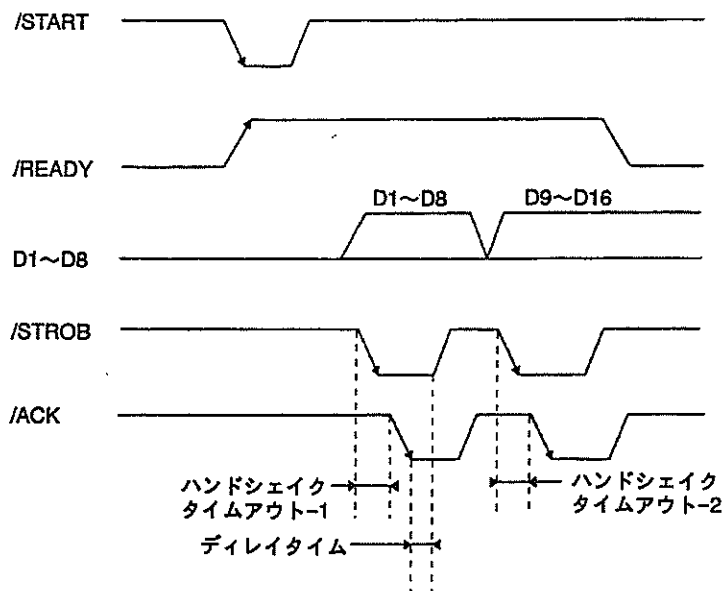 /START
/READY
D1～D8
D9～D16
D1～D8
/STROB
/ACK
ハンドシェイク
タイムアウト-1
ハンドシェイク
タイムアウト-2
ディレイタイム